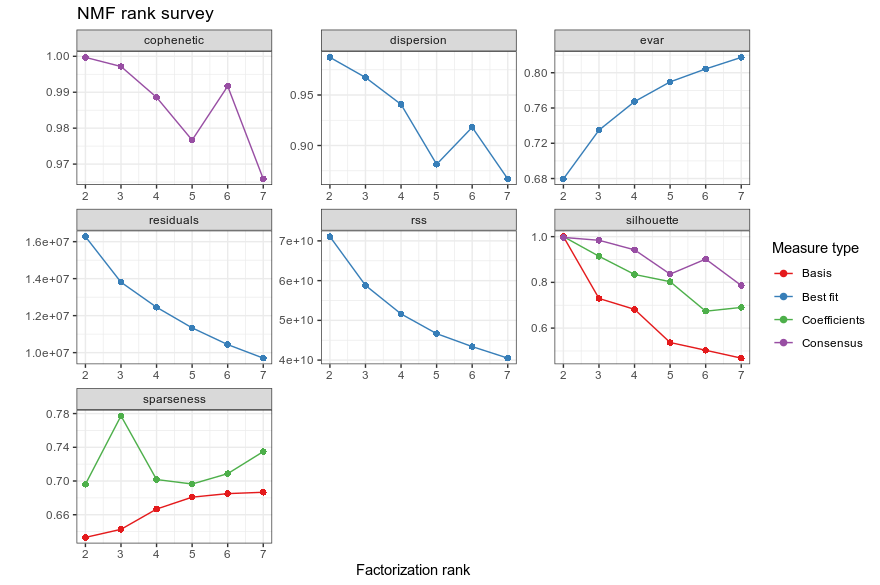 NMF rank survey
cophenetic
dispersion
evar
1.00
0.99
0.98
0.97
0.95
0.90
0.80
0.76
0.72
0.68
2 3 4 5 6 7
2 3 4 5 6 7
2 3 4 5 6 7
residuals
rss
silhouette
1.6e+07
1.4e+07
1.2e+07
1.0e+07
7e+10
6e+10
5e+10
4e+10
1.0
0.8
0.6
2 3 4 5 6 7
2 3 4 5 6 7
2 3 4 5 6 7
Measure type
Basis
Best fit
Coefficients
Consensus
sparseness
0.78
0.74
0.70
0.66
2 3 4 5 6 7
Factorization rank